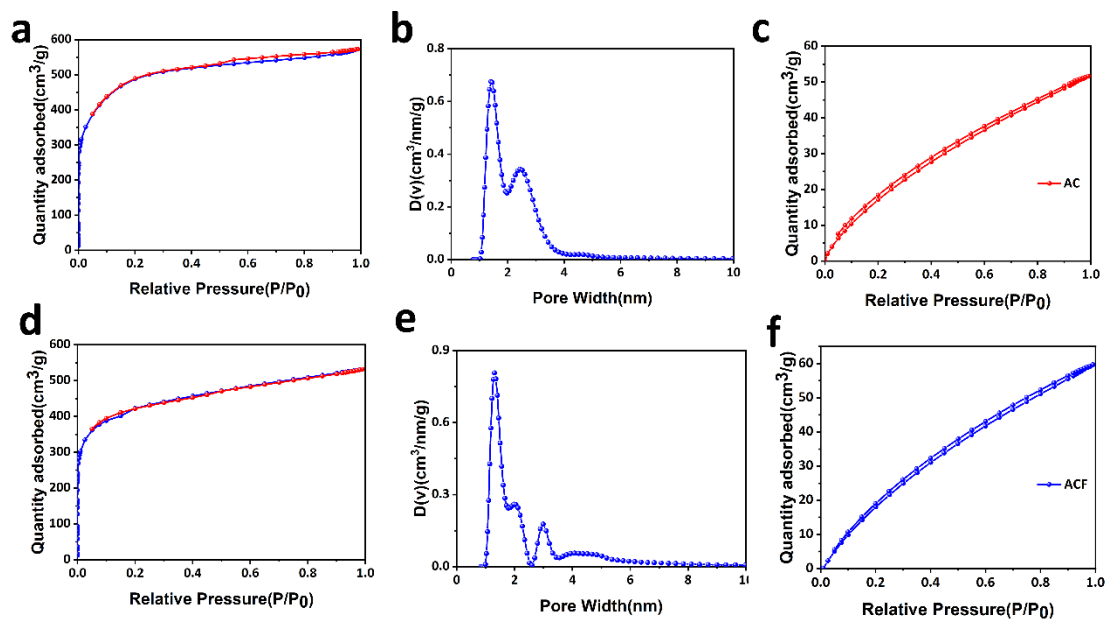 a
600
500
400
300
200
100
0
Quantity adsorbed(cm3/g)
0.0 0.2 0.4 0.6 0.8 1.0
Relative Pressure(P/P0)
b
0.8
0.6
0.4
0.2
0.0
D(v)(cm3/nm/g)
0 2 4 6 8 10
Pore Width(nm)
c
60
50
40
30
20
10
0
Quantity adsorbed(cm3/g)
AC
0.0 0.2 0.4 0.6 0.8 1.0
Relative Pressure(P/P0)
d
600
500
400
300
200
100
0
Quantity adsorbed(cm3/g)
0.0 0.2 0.4 0.6 0.8 1.0
Relative Pressure(P/P0)
e
0.9
0.6
0.3
0.0
D(v)(cm3/nm/g)
0 2 4 6 8 10
Pore Width(nm)
f
60
50
40
30
20
10
0
Quantity adsorbed(cm3/g)
ACF
0.0 0.2 0.4 0.6 0.8 1.0
Relative Pressure(P/P0)